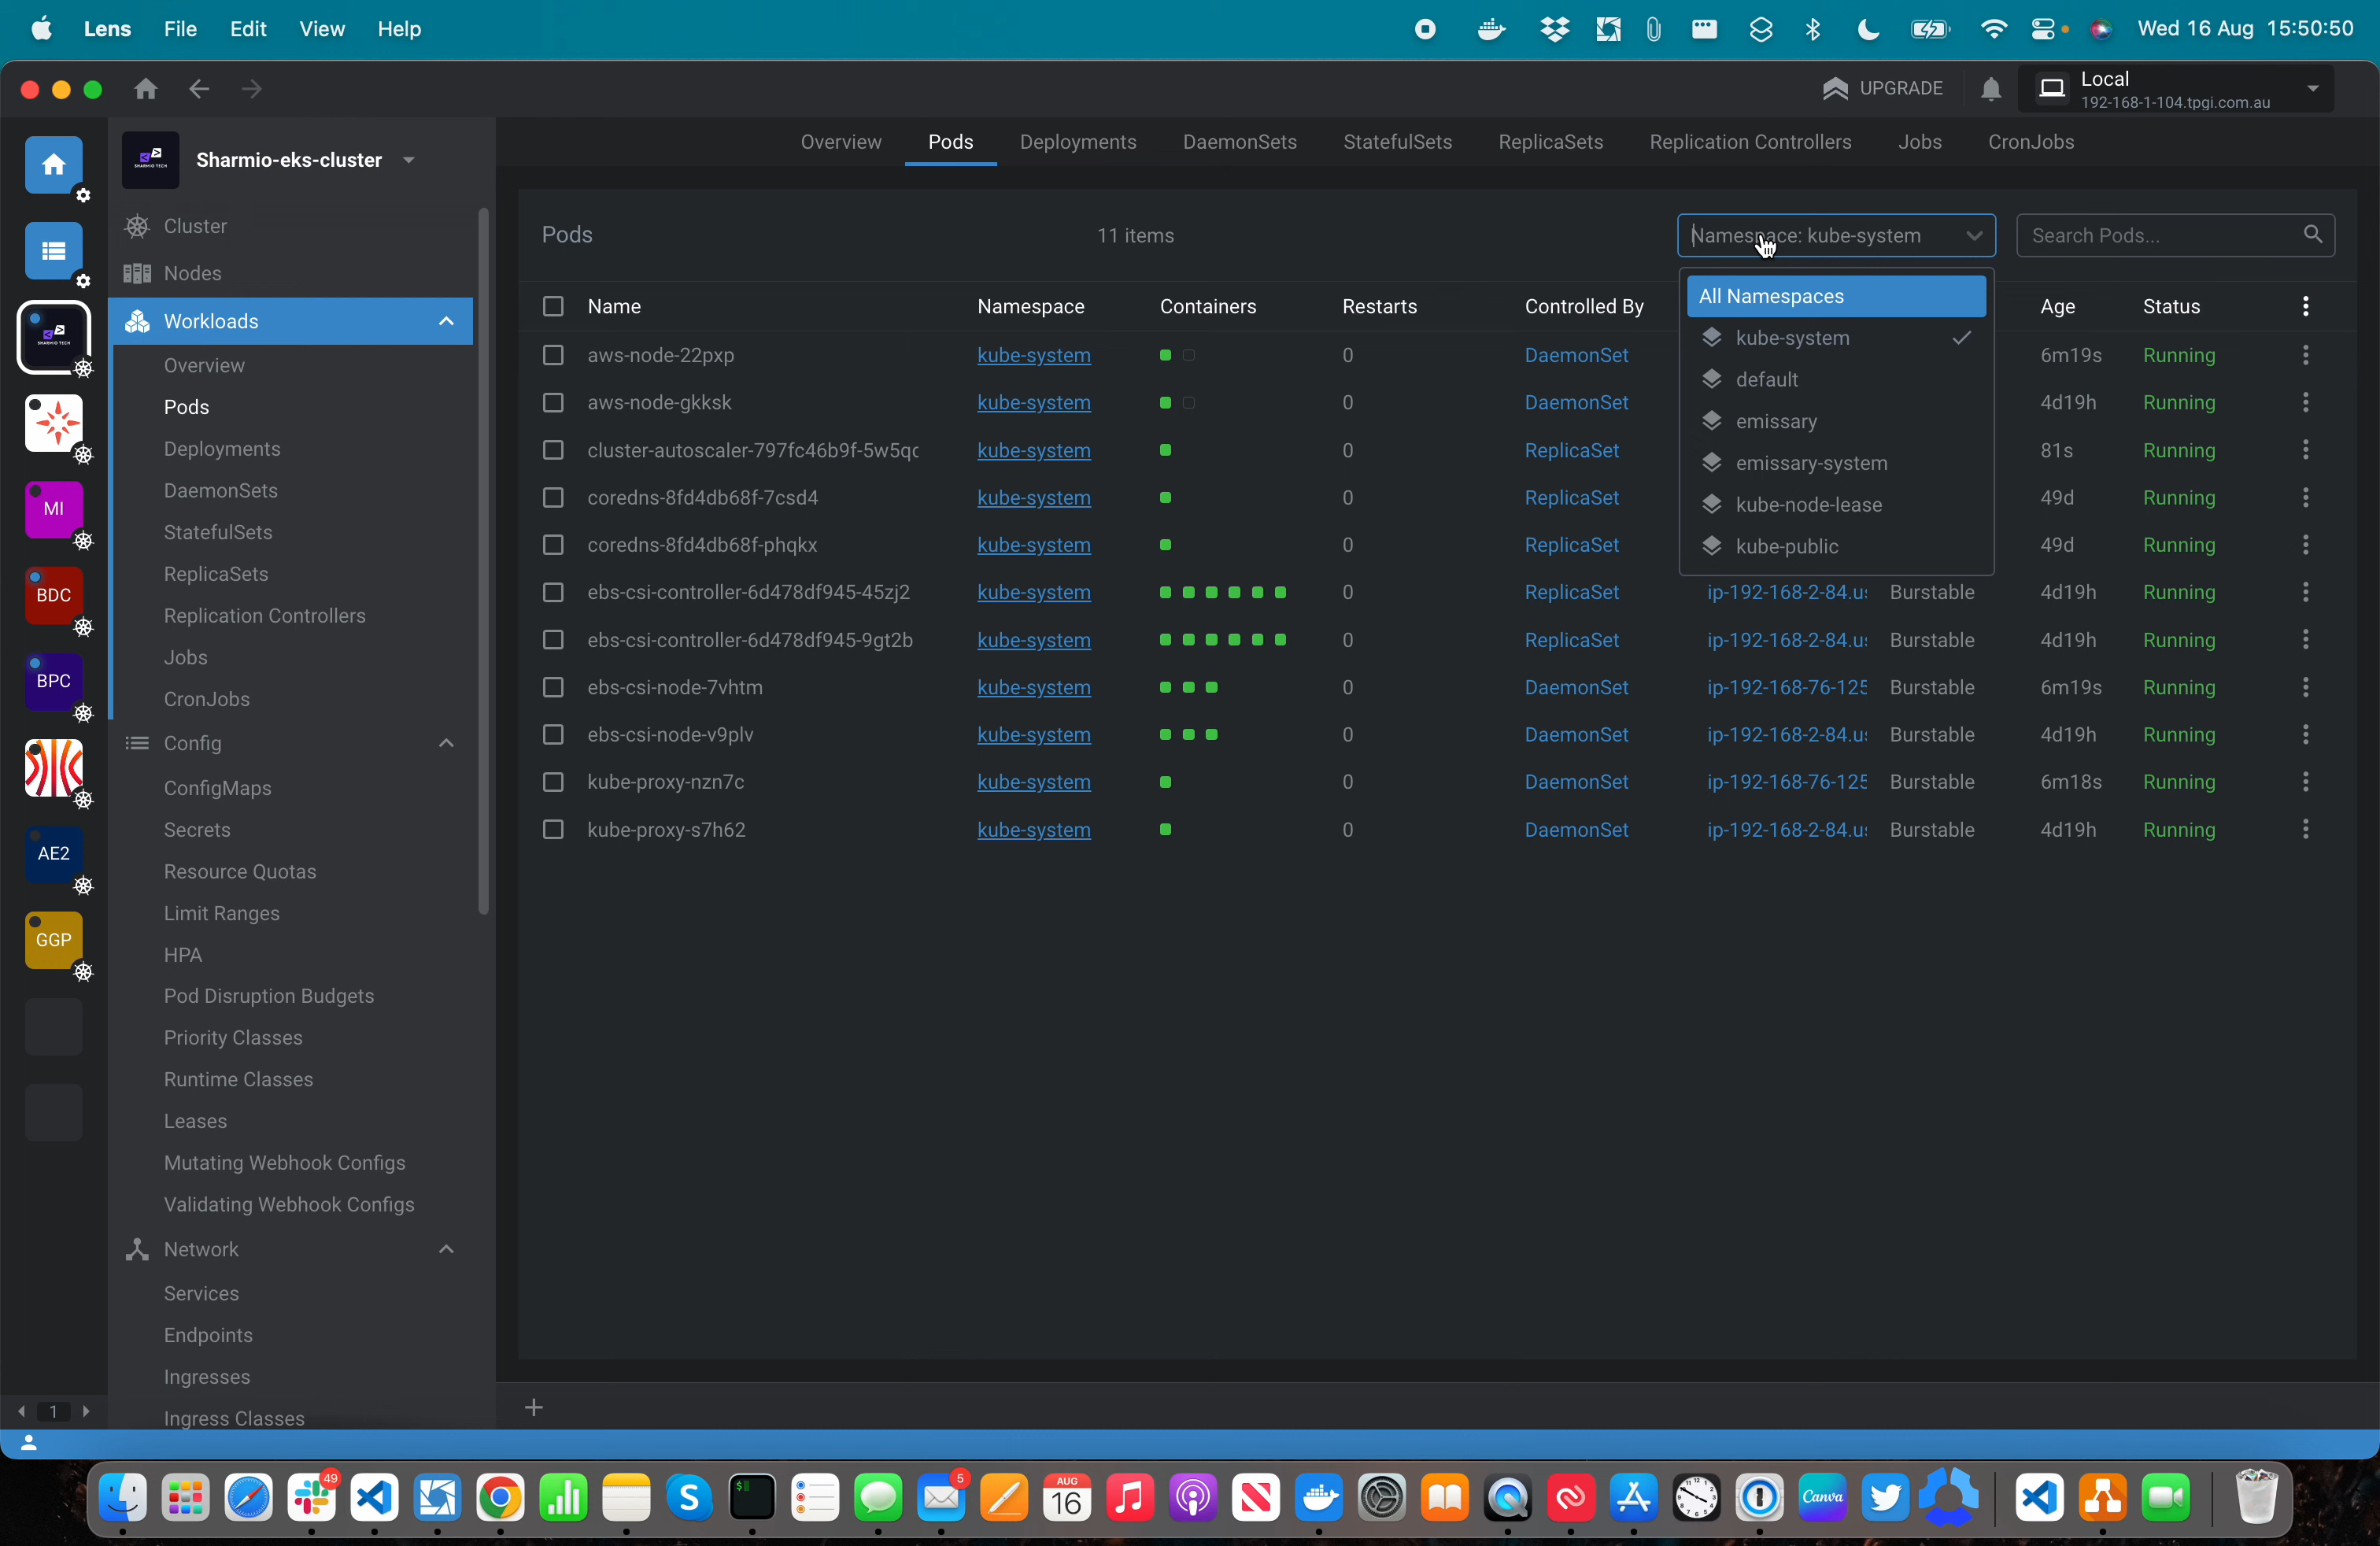 Lens File Edit View Help Wed 16 Aug 15:50:50
UPGRADE
Local
192-168-1-104.tpgi.com.au
SHARMIO TECH
Sharmio-eks-cluster
Overview Pods Deployments DaemonSets StatefulSets ReplicaSets Replication Controllers Jobs CronJobs
Cluster
Nodes
Workloads
Overview
Pods
Deployments
DaemonSets
StatefulSets
ReplicaSets
Replication Controllers
Jobs
CronJobs
Config
ConfigMaps
Secrets
Resource Quotas
Limit Ranges
HPA
Pod Disruption Budgets
Priority Classes
Runtime Classes
Leases
Mutating Webhook Configs
Validating Webhook Configs
Network
Services
Endpoints
Ingresses
Ingress Classes
SHARMIO TECH
MI
BDC
BPC
AE2
GGP
1
Pods 11 items Namespace: kube-system Search Pods...
Name Namespace Containers Restarts Controlled By Age Status
All Namespaces
kube-system
default
emissary
emissary-system
kube-node-lease
kube-public
aws-node-22pxp kube-system 0 DaemonSet 6m19s Running
aws-node-gkksk kube-system 0 DaemonSet 4d19h Running
cluster-autoscaler-797fc46b9f-5w5qc kube-system 0 ReplicaSet 81s Running
coredns-8fd4db68f-7csd4 kube-system 0 ReplicaSet 49d Running
coredns-8fd4db68f-phqkx kube-system 0 ReplicaSet 49d Running
ebs-csi-controller-6d478df945-45zj2 kube-system 0 ReplicaSet ip-192-168-2-84.u Burstable 4d19h Running
ebs-csi-controller-6d478df945-9gt2b kube-system 0 ReplicaSet ip-192-168-2-84.u Burstable 4d19h Running
ebs-csi-node-7vhtm kube-system 0 DaemonSet ip-192-168-76-125 Burstable 6m19s Running
ebs-csi-node-v9plv kube-system 0 DaemonSet ip-192-168-2-84.u Burstable 4d19h Running
kube-proxy-nzn7c kube-system 0 DaemonSet ip-192-168-76-125 Burstable 6m18s Running
kube-proxy-s7h62 kube-system 0 DaemonSet ip-192-168-2-84.u Burstable 4d19h Running
49
5
AUG
16
Canva